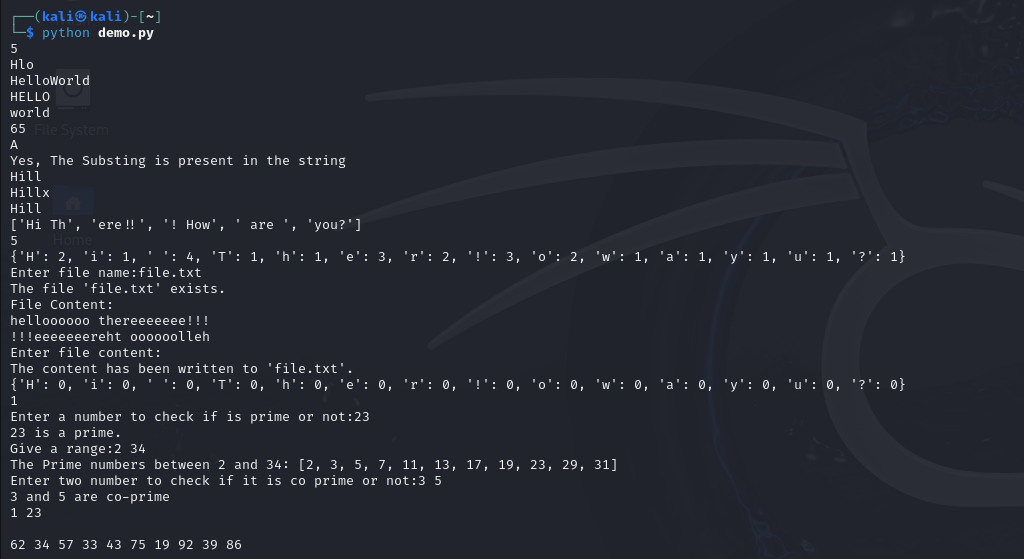 ┌──(kali㉿kali)-[~]
└─$ python demo.py
5
Hlo
HelloWorld
HELLO
world
65
File System
A
Yes, The Substing is present in the string
Hill
Hillx
Hill
['Hi Th', 'ere!!', '! How', ' are ', 'you?']
5
Home
{'H': 2, 'i': 1, ' ': 4, 'T': 1, 'h': 1, 'e': 3, 'r': 2, '!': 3, 'o': 2, 'w': 1, 'a': 1, 'y': 1, 'u': 1, '?': 1}
Enter file name:file.txt
The file 'file.txt' exists.
File Content:
helloooooo thereeeeeee!!!
!!!eeeeeeereht oooooolleh
Enter file content:
The content has been written to 'file.txt'.
{'H': 0, 'i': 0, ' ': 0, 'T': 0, 'h': 0, 'e': 0, 'r': 0, '!': 0, 'o': 0, 'w': 0, 'a': 0, 'y': 0, 'u': 0, '?': 0}
1
Enter a number to check if is prime or not:23
23 is a prime.
Give a range:2 34
The Prime numbers between 2 and 34: [2, 3, 5, 7, 11, 13, 17, 19, 23, 29, 31]
Enter two number to check if it is co prime or not:3 5
3 and 5 are co-prime
1 23
62 34 57 33 43 75 19 92 39 86